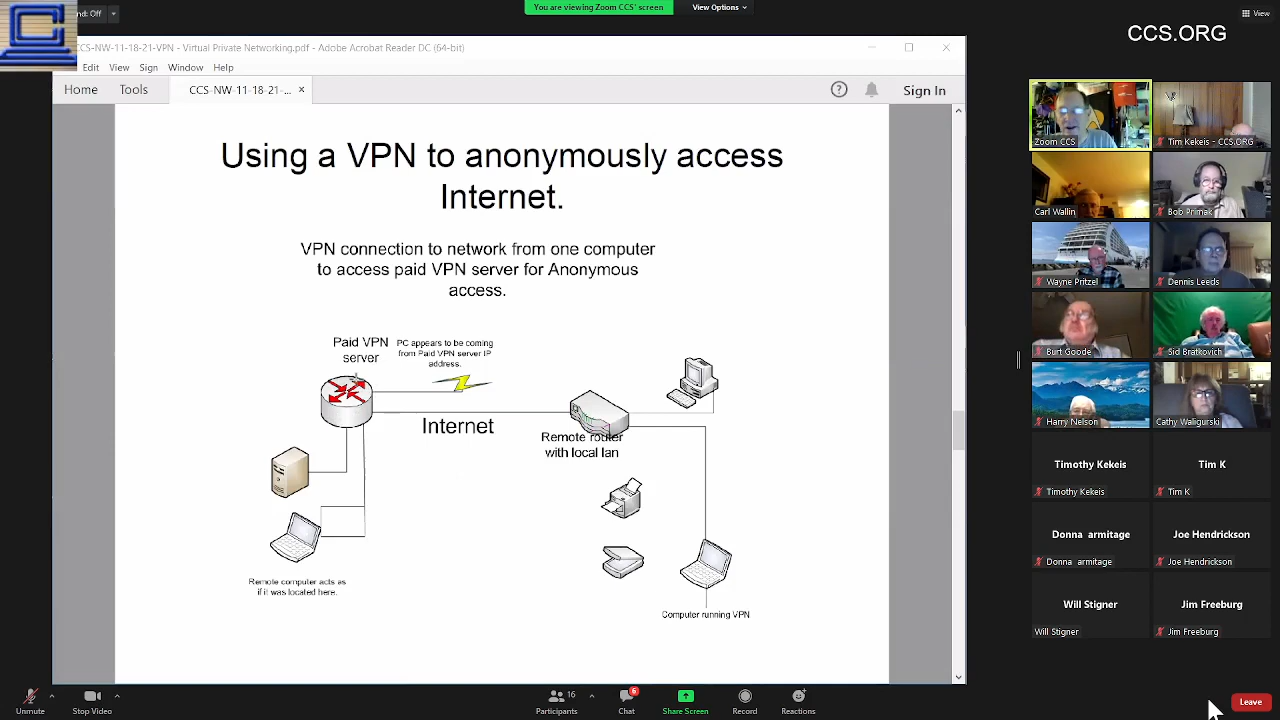 nd: Off
You are viewing Zoom CCS' screen
View Options
View
CCS.ORG
CCS-NW-11-18-21-VPN - Virtual Private Networking.pdf - Adobe Acrobat Reader DC (64-bit)
Edit View Sign Window Help
Home Tools CCS-NW-11-18-21-... × Sign In
Using a VPN to anonymously access
Internet.
VPN connection to network from one computer
to access paid VPN server for Anonymous
access.
Paid VPN
server
PC appears to be coming
from Paid VPN server IP
address.
Internet
Remote router
with local lan
Remote computer acts as
if it was located here.
Computer running VPN
Zoom CCS
Tim Kekeis - CCS.ORG
Carl Wallin
Bob Primak
Wayne Pritzel
Dennis Leeds
Burt Goode
Sid Bratkovich
Harry Nelson
Cathy Waligurski
Timothy Kekeis
Timothy Kekeis
Tim K
Tim K
Donna armitage
Donna armitage
Joe Hendrickson
Joe Hendrickson
Will Stigner
Will Stigner
Jim Freeburg
Jim Freeburg
Unmute
Stop Video
16
Participants
6
Chat
Share Screen
Record
Reactions
Leave